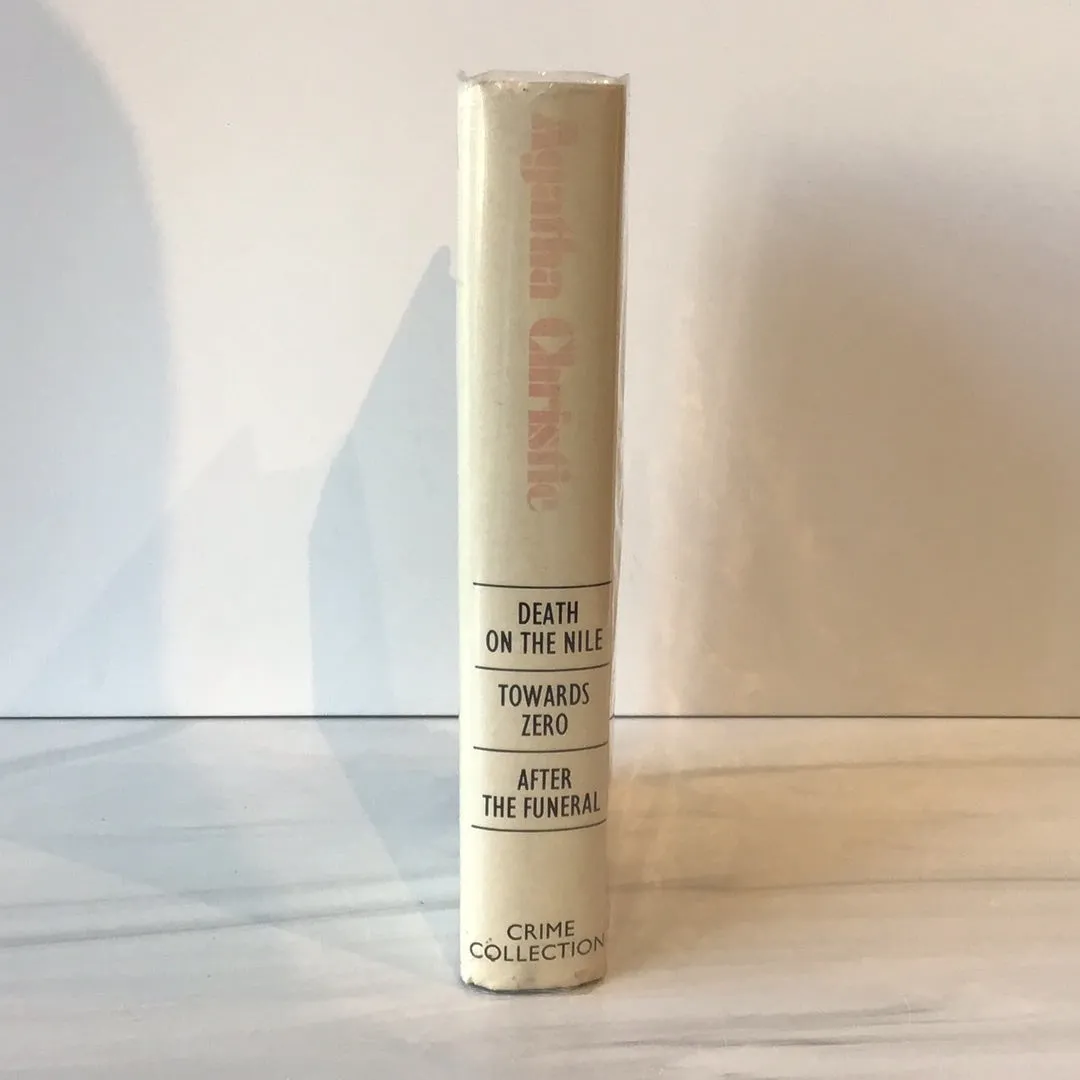 Agatha Christie
DEATH
ON THE NILE
TOWARDS
ZERO
AFTER
THE FUNERAL
CRIME
COLLECTION